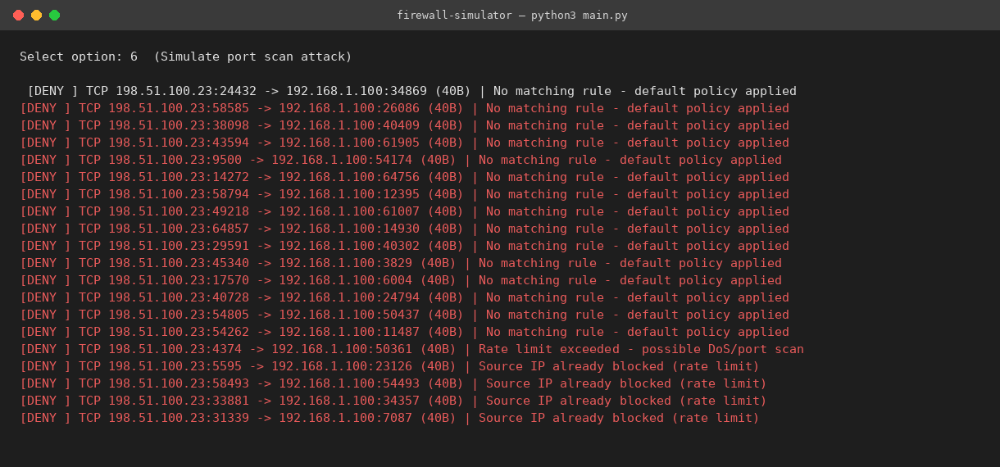 firewall-simulator — python3 main.py
Select option: 6  (Simulate port scan attack)
[DENY ] TCP 198.51.100.23:24432 -> 192.168.1.100:34869 (40B) | No matching rule - default policy applied
[DENY ] TCP 198.51.100.23:58585 -> 192.168.1.100:26086 (40B) | No matching rule - default policy applied
[DENY ] TCP 198.51.100.23:38098 -> 192.168.1.100:40409 (40B) | No matching rule - default policy applied
[DENY ] TCP 198.51.100.23:43594 -> 192.168.1.100:61905 (40B) | No matching rule - default policy applied
[DENY ] TCP 198.51.100.23:9500 -> 192.168.1.100:54174 (40B) | No matching rule - default policy applied
[DENY ] TCP 198.51.100.23:14272 -> 192.168.1.100:64756 (40B) | No matching rule - default policy applied
[DENY ] TCP 198.51.100.23:58794 -> 192.168.1.100:12395 (40B) | No matching rule - default policy applied
[DENY ] TCP 198.51.100.23:49218 -> 192.168.1.100:61007 (40B) | No matching rule - default policy applied
[DENY ] TCP 198.51.100.23:64857 -> 192.168.1.100:14930 (40B) | No matching rule - default policy applied
[DENY ] TCP 198.51.100.23:29591 -> 192.168.1.100:40302 (40B) | No matching rule - default policy applied
[DENY ] TCP 198.51.100.23:45340 -> 192.168.1.100:3829 (40B) | No matching rule - default policy applied
[DENY ] TCP 198.51.100.23:17570 -> 192.168.1.100:6004 (40B) | No matching rule - default policy applied
[DENY ] TCP 198.51.100.23:40728 -> 192.168.1.100:24794 (40B) | No matching rule - default policy applied
[DENY ] TCP 198.51.100.23:54805 -> 192.168.1.100:50437 (40B) | No matching rule - default policy applied
[DENY ] TCP 198.51.100.23:54262 -> 192.168.1.100:11487 (40B) | No matching rule - default policy applied
[DENY ] TCP 198.51.100.23:4374 -> 192.168.1.100:50361 (40B) | Rate limit exceeded - possible DoS/port scan
[DENY ] TCP 198.51.100.23:5595 -> 192.168.1.100:23126 (40B) | Source IP already blocked (rate limit)
[DENY ] TCP 198.51.100.23:58493 -> 192.168.1.100:54493 (40B) | Source IP already blocked (rate limit)
[DENY ] TCP 198.51.100.23:33881 -> 192.168.1.100:34357 (40B) | Source IP already blocked (rate limit)
[DENY ] TCP 198.51.100.23:31339 -> 192.168.1.100:7087 (40B) | Source IP already blocked (rate limit)